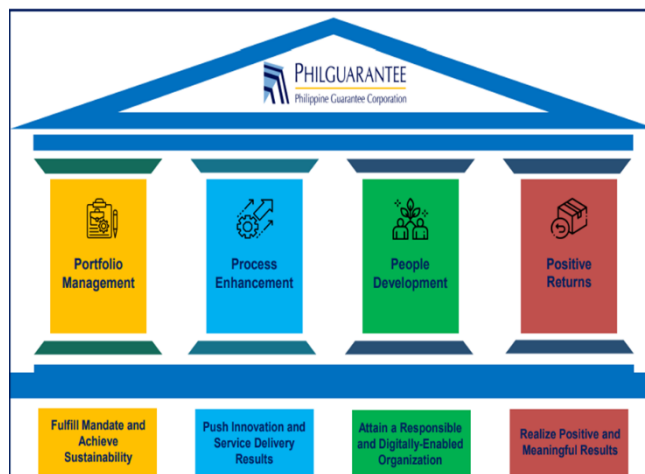 PHILGUARANTEE
Philippine Guarantee Corporation
Portfolio
Management
Process
Enhancement
People
Development
Positive
Returns
Fulfill Mandate and
Achieve
Sustainability
Push Innovation and
Service Delivery
Results
Attain a Responsible
and Digitally-Enabled
Organization
Realize Positive and
Meaningful Results